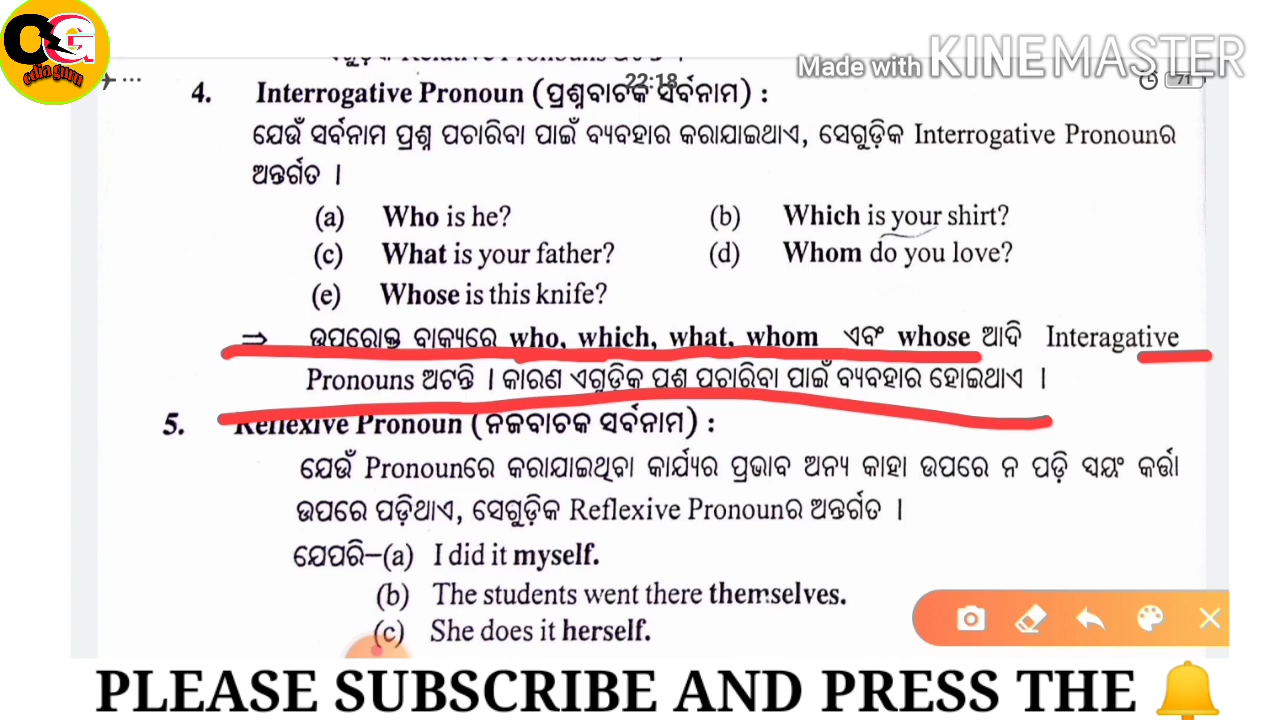 odia guru
Made with KINEMASTER
22:18
71
4. Interrogative Pronoun (ପ୍ରଶ୍ନବାଚକ ସର୍ବନାମ) :
ଯେଉଁ ସର୍ବନାମ ପ୍ରଶ୍ନ ପଚାରିବା ପାଇଁ ବ୍ୟବହାର କରାଯାଇଥାଏ, ସେଗୁଡ଼ିକ Interrogative Pronounର
ଅନ୍ତର୍ଗତ ।
(a) Who is he? (b) Which is your shirt?
(c) What is your father? (d) Whom do you love?
(e) Whose is this knife?
⇒ ଉପରୋକ୍ତ ବାକ୍ୟରେ who, which, what, whom ଏବଂ whose ଆଦି Interagative
Pronouns ଅଟନ୍ତି । କାରଣ ଏଗୁଡ଼ିକ ପଶ ପଚାରିବା ପାଇଁ ବ୍ୟବହାର ହୋଇଥାଏ ।
5. Reflexive Pronoun (ନିଜବାଚକ ସର୍ବନାମ) :
ଯେଉଁ Pronounରେ କରାଯାଇଥିବା କାର୍ଯ୍ୟର ପ୍ରଭାବ ଅନ୍ୟ କାହା ଉପରେ ନ ପଡ଼ି ସ୍ୱୟଂ କର୍ତ୍ତା
ଉପରେ ପଡ଼ିଥାଏ, ସେଗୁଡ଼ିକ Reflexive Pronounର ଅନ୍ତର୍ଗତ ।
ଯେପରି–(a) I did it myself.
(b) The students went there themselves.
(c) She does it herself.
PLEASE SUBSCRIBE AND PRESS THE